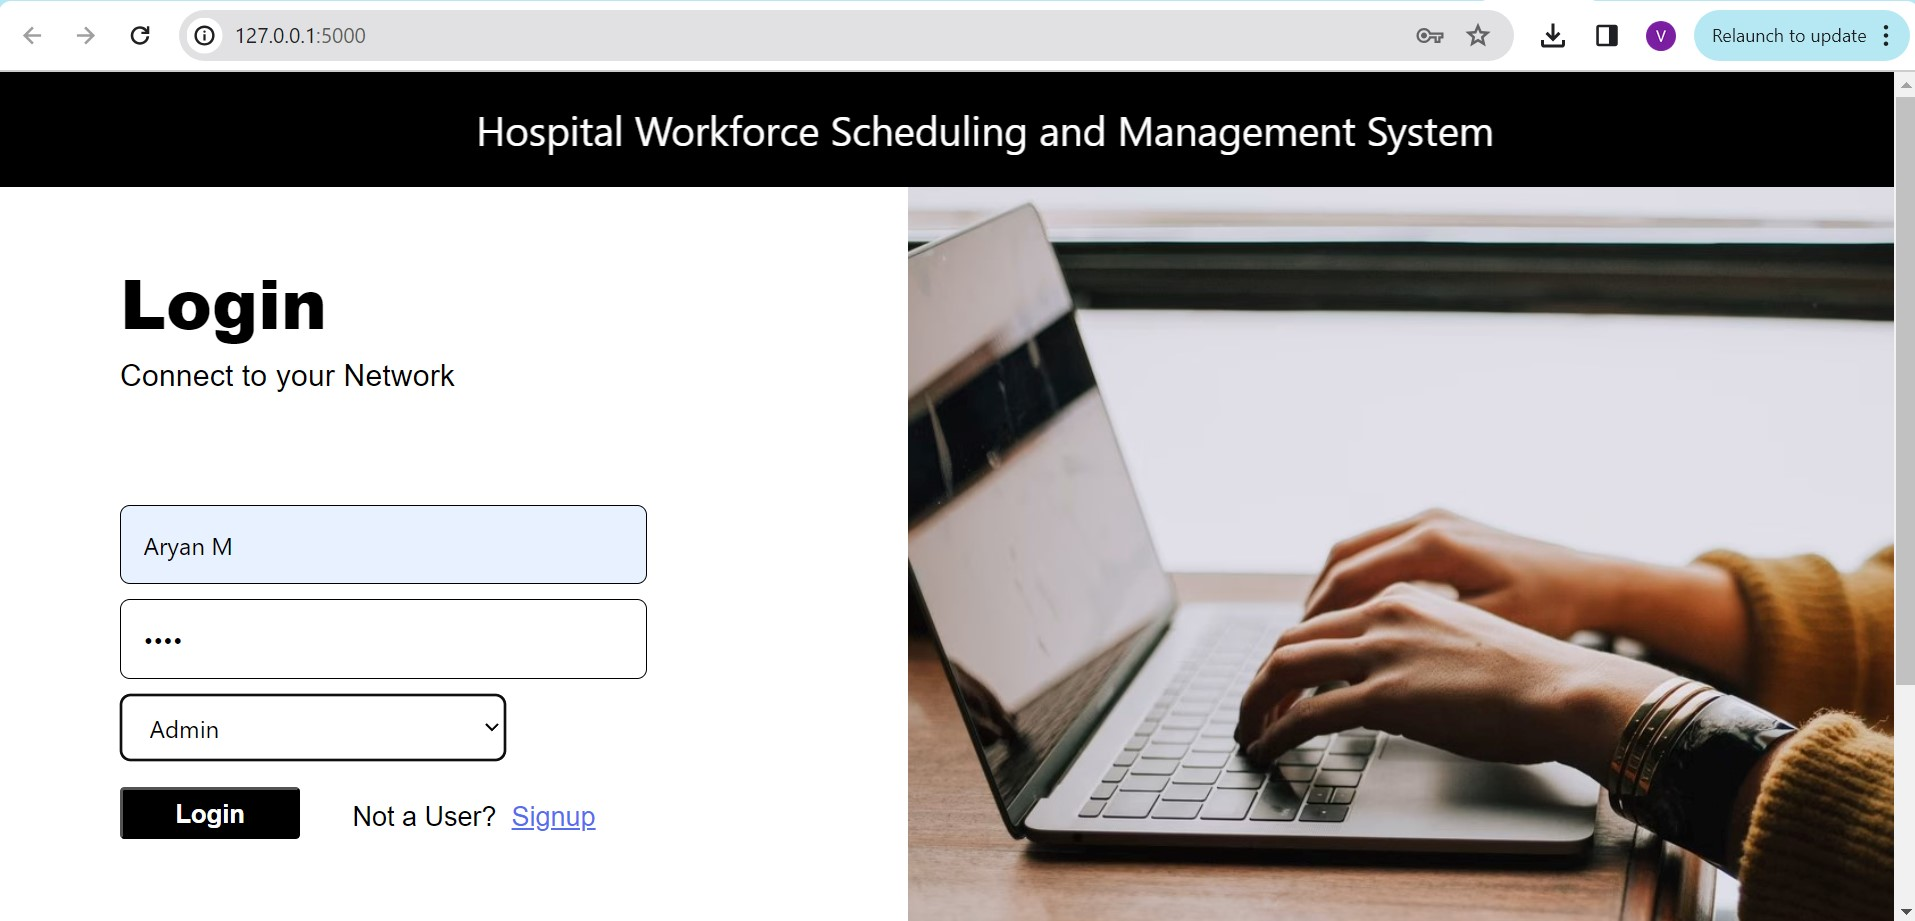 127.0.0.1:5000
V
Relaunch to update
Hospital Workforce Scheduling and Management System
Login
Connect to your Network
Aryan M
••••
Admin
Login
Not a User? Signup